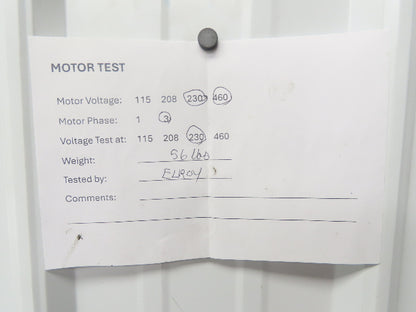 MOTOR TEST
Motor Voltage: 115 208 230 460
Motor Phase: 1 3
Voltage Test at: 115 208 230 460
Weight: 56 lbs
Tested by: ELROY
Comments: